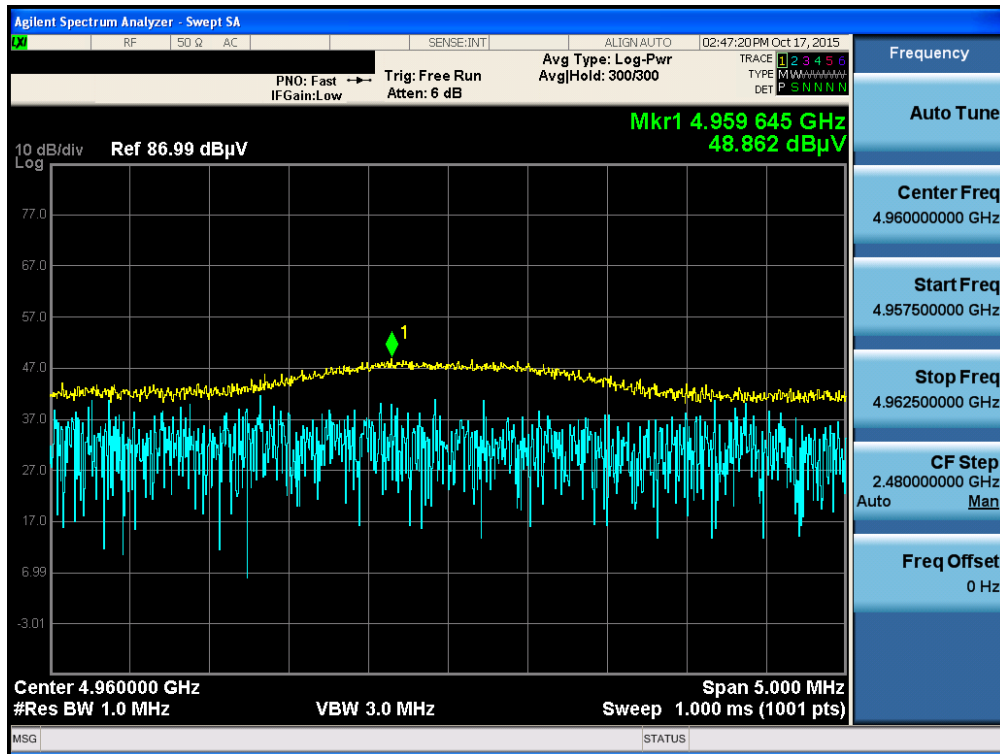 Agilent Spectrum Analyzer - Swept SA
LXI RF 50 Ω AC SENSE:INT ALIGN AUTO 02:47:20 PM Oct 17, 2015
Frequency
PNO: Fast
IFGain:Low
Trig: Free Run
Atten: 6 dB
Avg Type: Log-Pwr
Avg|Hold: 300/300
TRACE 1 2 3 4 5 6
TYPE M W W W W W
DET P S N N N N
Mkr1 4.959 645 GHz
48.862 dBµV
10 dB/div Ref 86.99 dBµV
Log
77.0
67.0
57.0
47.0
37.0
27.0
17.0
6.99
-3.01
1
Center 4.960000 GHz
Span 5.000 MHz
#Res BW 1.0 MHz
VBW 3.0 MHz
Sweep 1.000 ms (1001 pts)
MSG
STATUS
Auto Tune
Center Freq
4.960000000 GHz
Start Freq
4.957500000 GHz
Stop Freq
4.962500000 GHz
CF Step
2.480000000 GHz
Auto Man
Freq Offset
0 Hz